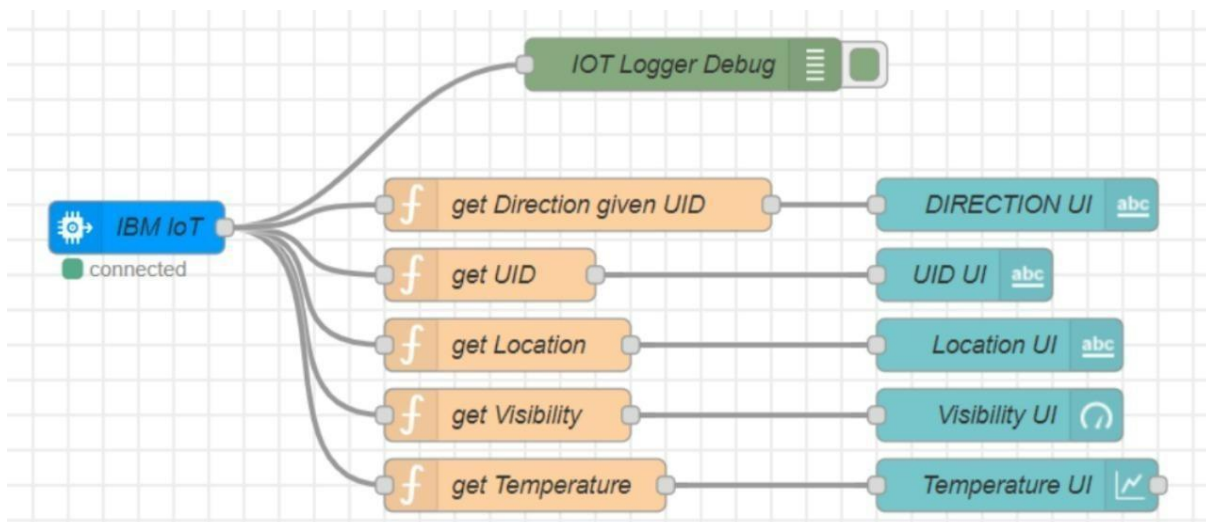 IOT Logger Debug
IBM IoT
connected
get Direction given UID
DIRECTION UI abc
get UID
UID UI abc
get Location
Location UI abc
get Visibility
Visibility UI
get Temperature
Temperature UI